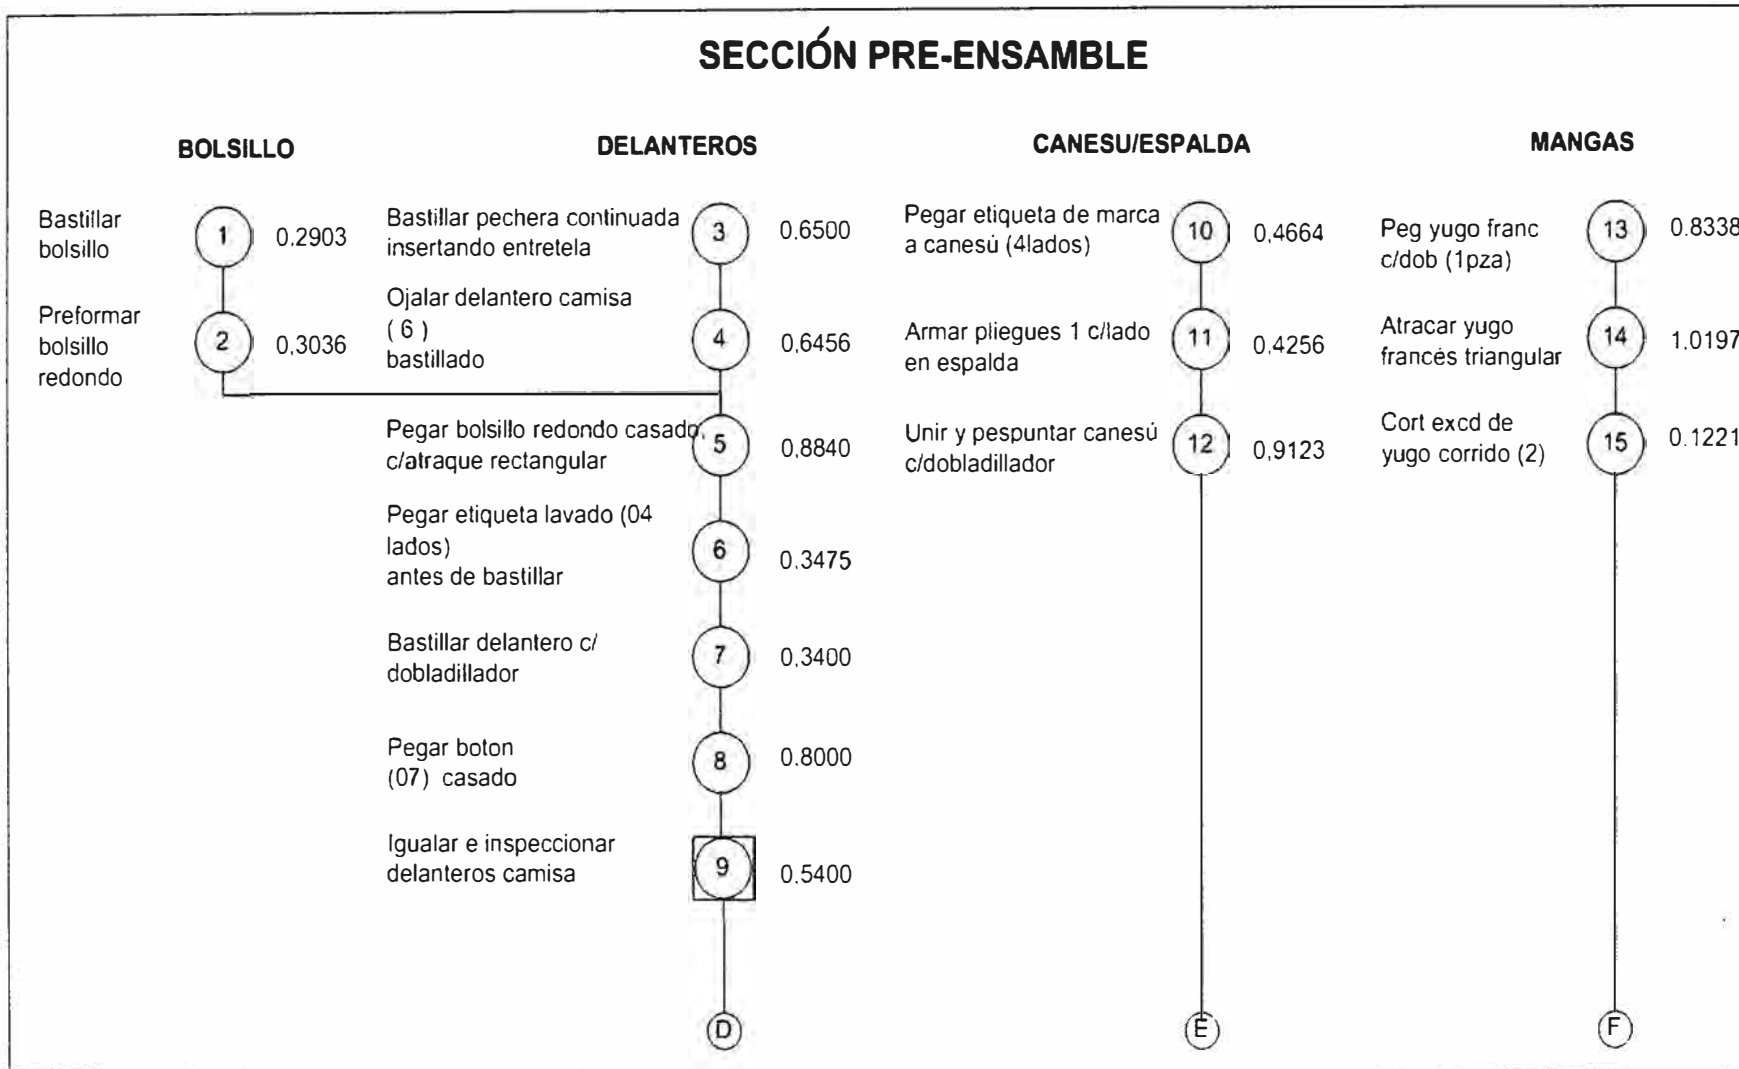 SECCIÓN PRE-ENSAMBLE
BOLSILLO
Bastillar
bolsillo
1
0.2903
Preformar
bolsillo
redondo
2
0,3036
DELANTEROS
Bastillar pechera continuada
insertando entretela
3
0.6500
Ojalar delantero camisa
( 6 )
bastillado
4
0,6456
Pegar bolsillo redondo casado,
c/atraque rectangular
5
0,8840
Pegar etiqueta lavado (04
lados)
antes de bastillar
6
0.3475
Bastillar delantero c/
dobladillador
7
0.3400
Pegar boton
(07) casado
8
0.8000
Igualar e inspeccionar
delanteros camisa
9
0,5400
D
CANESU/ESPALDA
Pegar etiqueta de marca
a canesú (4lados)
10
0,4664
Armar pliegues 1 c/lado
en espalda
11
0.4256
Unir y pespuntar canesú
c/dobladillador
12
0,9123
E
MANGAS
Peg yugo franc
c/dob (1pza)
13
0.8338
Atracar yugo
francés triangular
14
1.0197
Cort excd de
yugo corrido (2)
15
0.1221
F